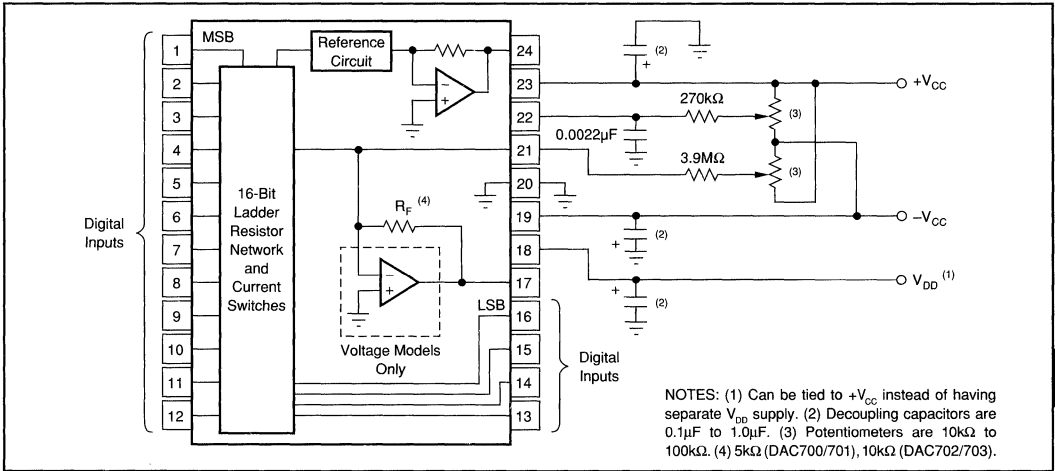 1
MSB
2
3
4
5
6
7
8
9
10
11
12
Digital
Inputs
16-Bit
Ladder
Resistor
Network
and
Current
Switches
Reference
Circuit
−
+
R_F (4)
−
+
Voltage Models
Only
LSB
24
23
22
21
20
19
18
17
16
15
14
13
Digital
Inputs
(2)
+
+V_CC
270kΩ
(3)
0.0022µF
3.9MΩ
(3)
−V_CC
+
(2)
V_DD (1)
+
(2)
NOTES: (1) Can be tied to +V_CC instead of having
separate V_DD supply. (2) Decoupling capacitors are
0.1µF to 1.0µF. (3) Potentiometers are 10kΩ to
100kΩ. (4) 5kΩ (DAC700/701), 10kΩ (DAC702/703).